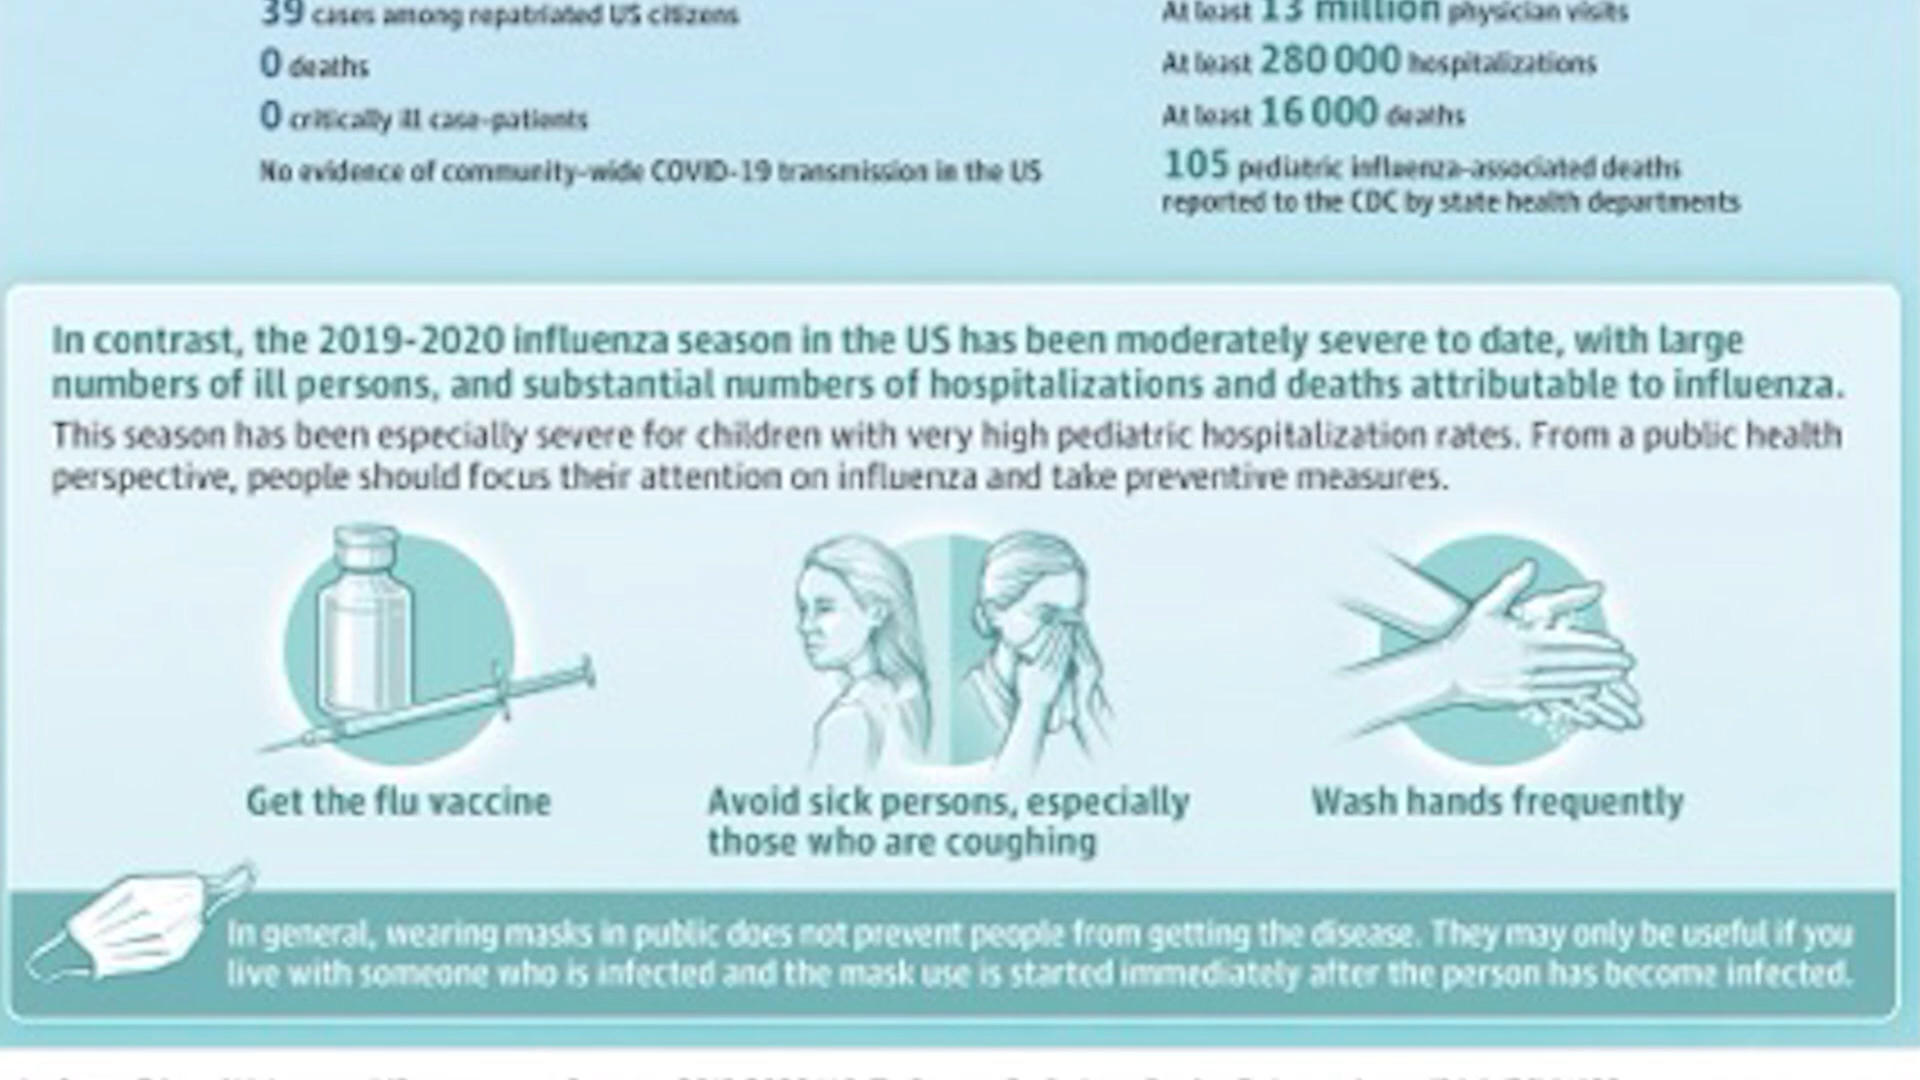 39 cases among repatriated US citizens
0 deaths
0 critically ill case-patients
No evidence of community-wide COVID-19 transmission in the US
At least 13 million physician visits
At least 280 000 hospitalizations
At least 16 000 deaths
105 pediatric influenza-associated deaths
reported to the CDC by state health departments
In contrast, the 2019-2020 influenza season in the US has been moderately severe to date, with large
numbers of ill persons, and substantial numbers of hospitalizations and deaths attributable to influenza.
This season has been especially severe for children with very high pediatric hospitalization rates. From a public health
perspective, people should focus their attention on influenza and take preventive measures.
Get the flu vaccine
Avoid sick persons, especially
those who are coughing
Wash hands frequently
In general, wearing masks in public does not prevent people from getting the disease. They may only be useful if you
live with someone who is infected and the mask use is started immediately after the person has become infected.